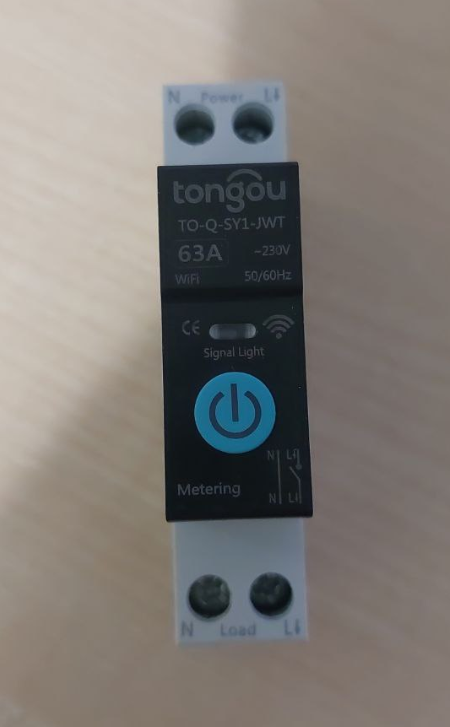 N Power L↓
tongou
TO-Q-SY1-JWT
63A ~230V
WiFi 50/60Hz
CE
Signal Light
N L↓
Metering
N L↓
N Load L↓